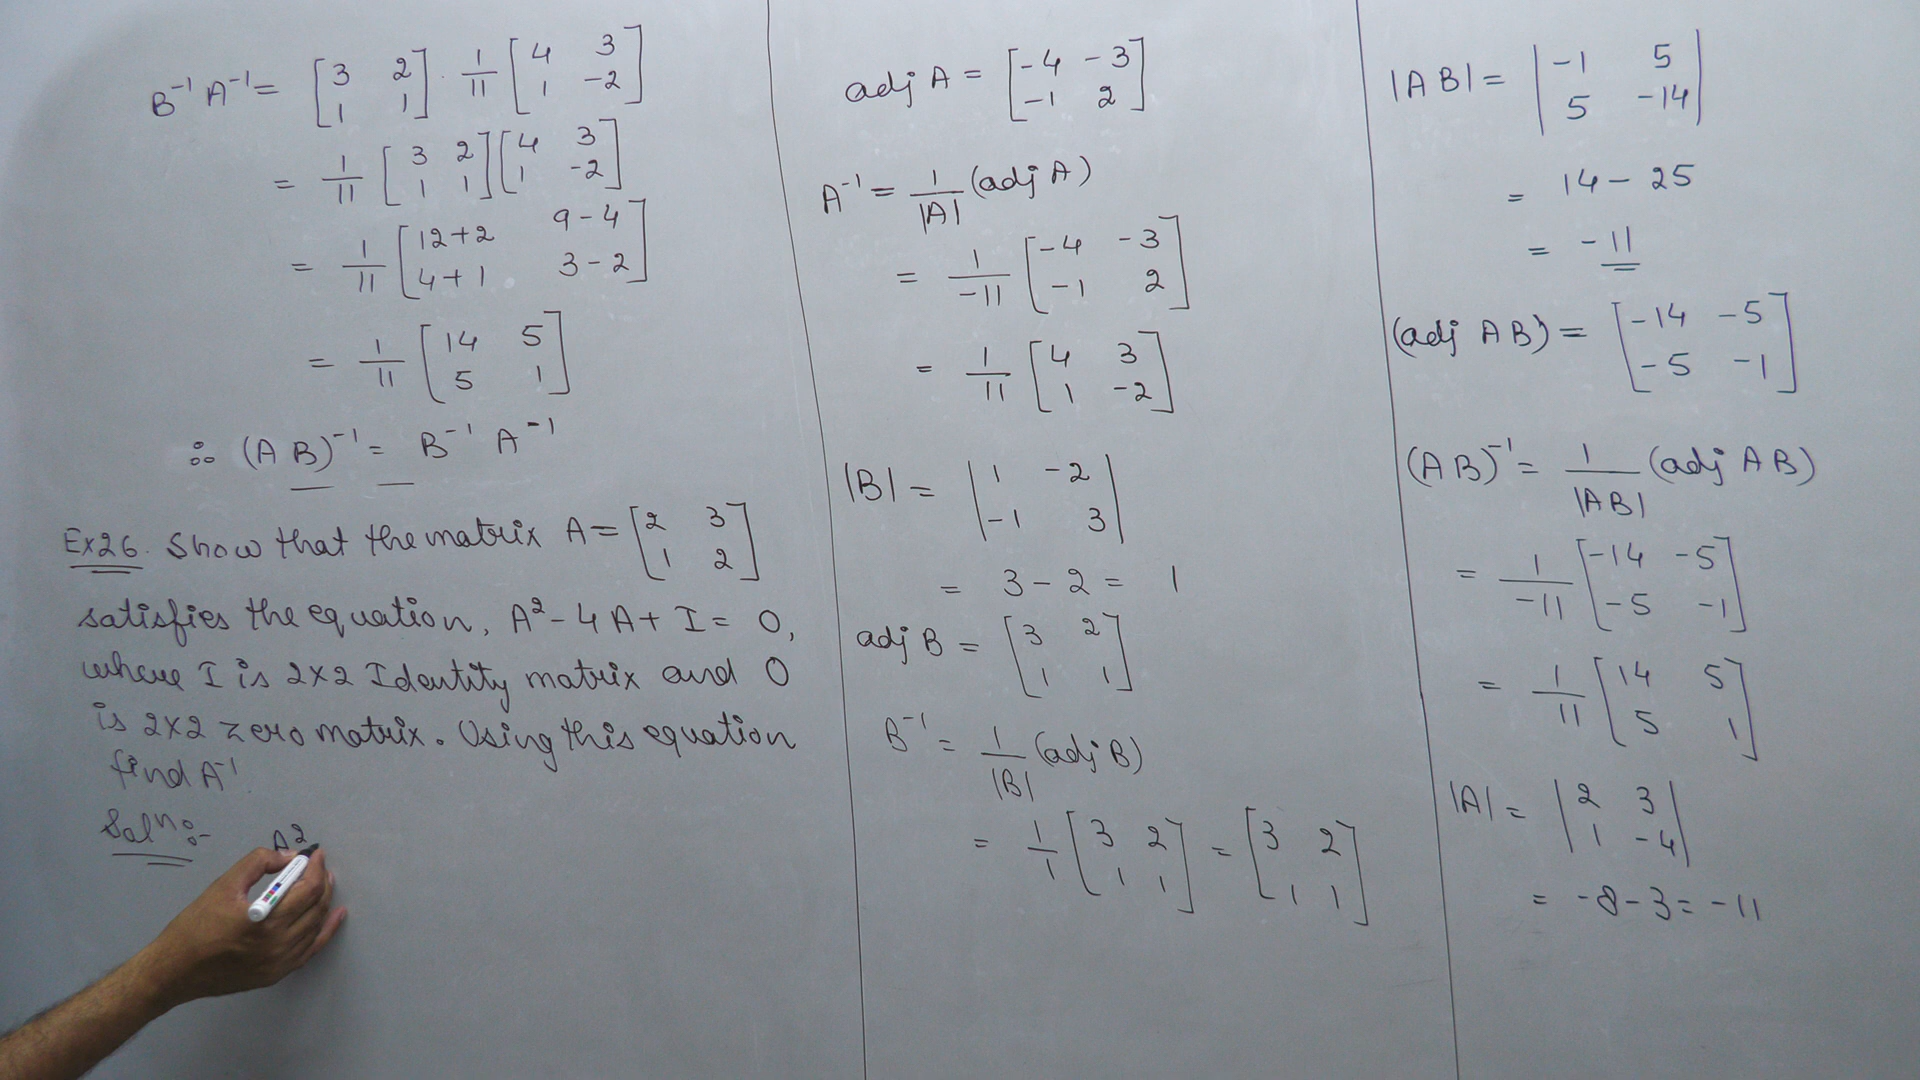 B⁻¹ A⁻¹ = [3 2; 1 1] · 1/11 [4 3; 1 -2]
= 1/11 [3 2; 1 1] [4 3; 1 -2]
= 1/11 [12+2 9-4; 4+1 3-2]
= 1/11 [14 5; 5 1]
∴ (AB)⁻¹ = B⁻¹ A⁻¹
Ex26. Show that the matrix A = [2 3; 1 2]
satisfies the equation, A² - 4A + I = 0,
where I is 2x2 Identity matrix and 0
is 2x2 zero matrix. Using this equation
find A⁻¹.
Solⁿ:-
A²
adj A = [-4 -3; -1 2]
A⁻¹ = 1/|A| (adj A)
= 1/-11 [-4 -3; -1 2]
= 1/11 [4 3; 1 -2]
|B| = |1 -2; -1 3|
= 3 - 2 = 1
adj B = [3 2; 1 1]
B⁻¹ = 1/|B| (adj B)
= 1/1 [3 2; 1 1] = [3 2; 1 1]
|AB| = |-1 5; 5 -14|
= 14 - 25
= -11
(adj AB) = [-14 -5; -5 -1]
(AB)⁻¹ = 1/|AB| (adj AB)
= 1/-11 [-14 -5; -5 -1]
= 1/11 [14 5; 5 1]
|A| = |2 3; 1 -4|
= -8 - 3 = -11